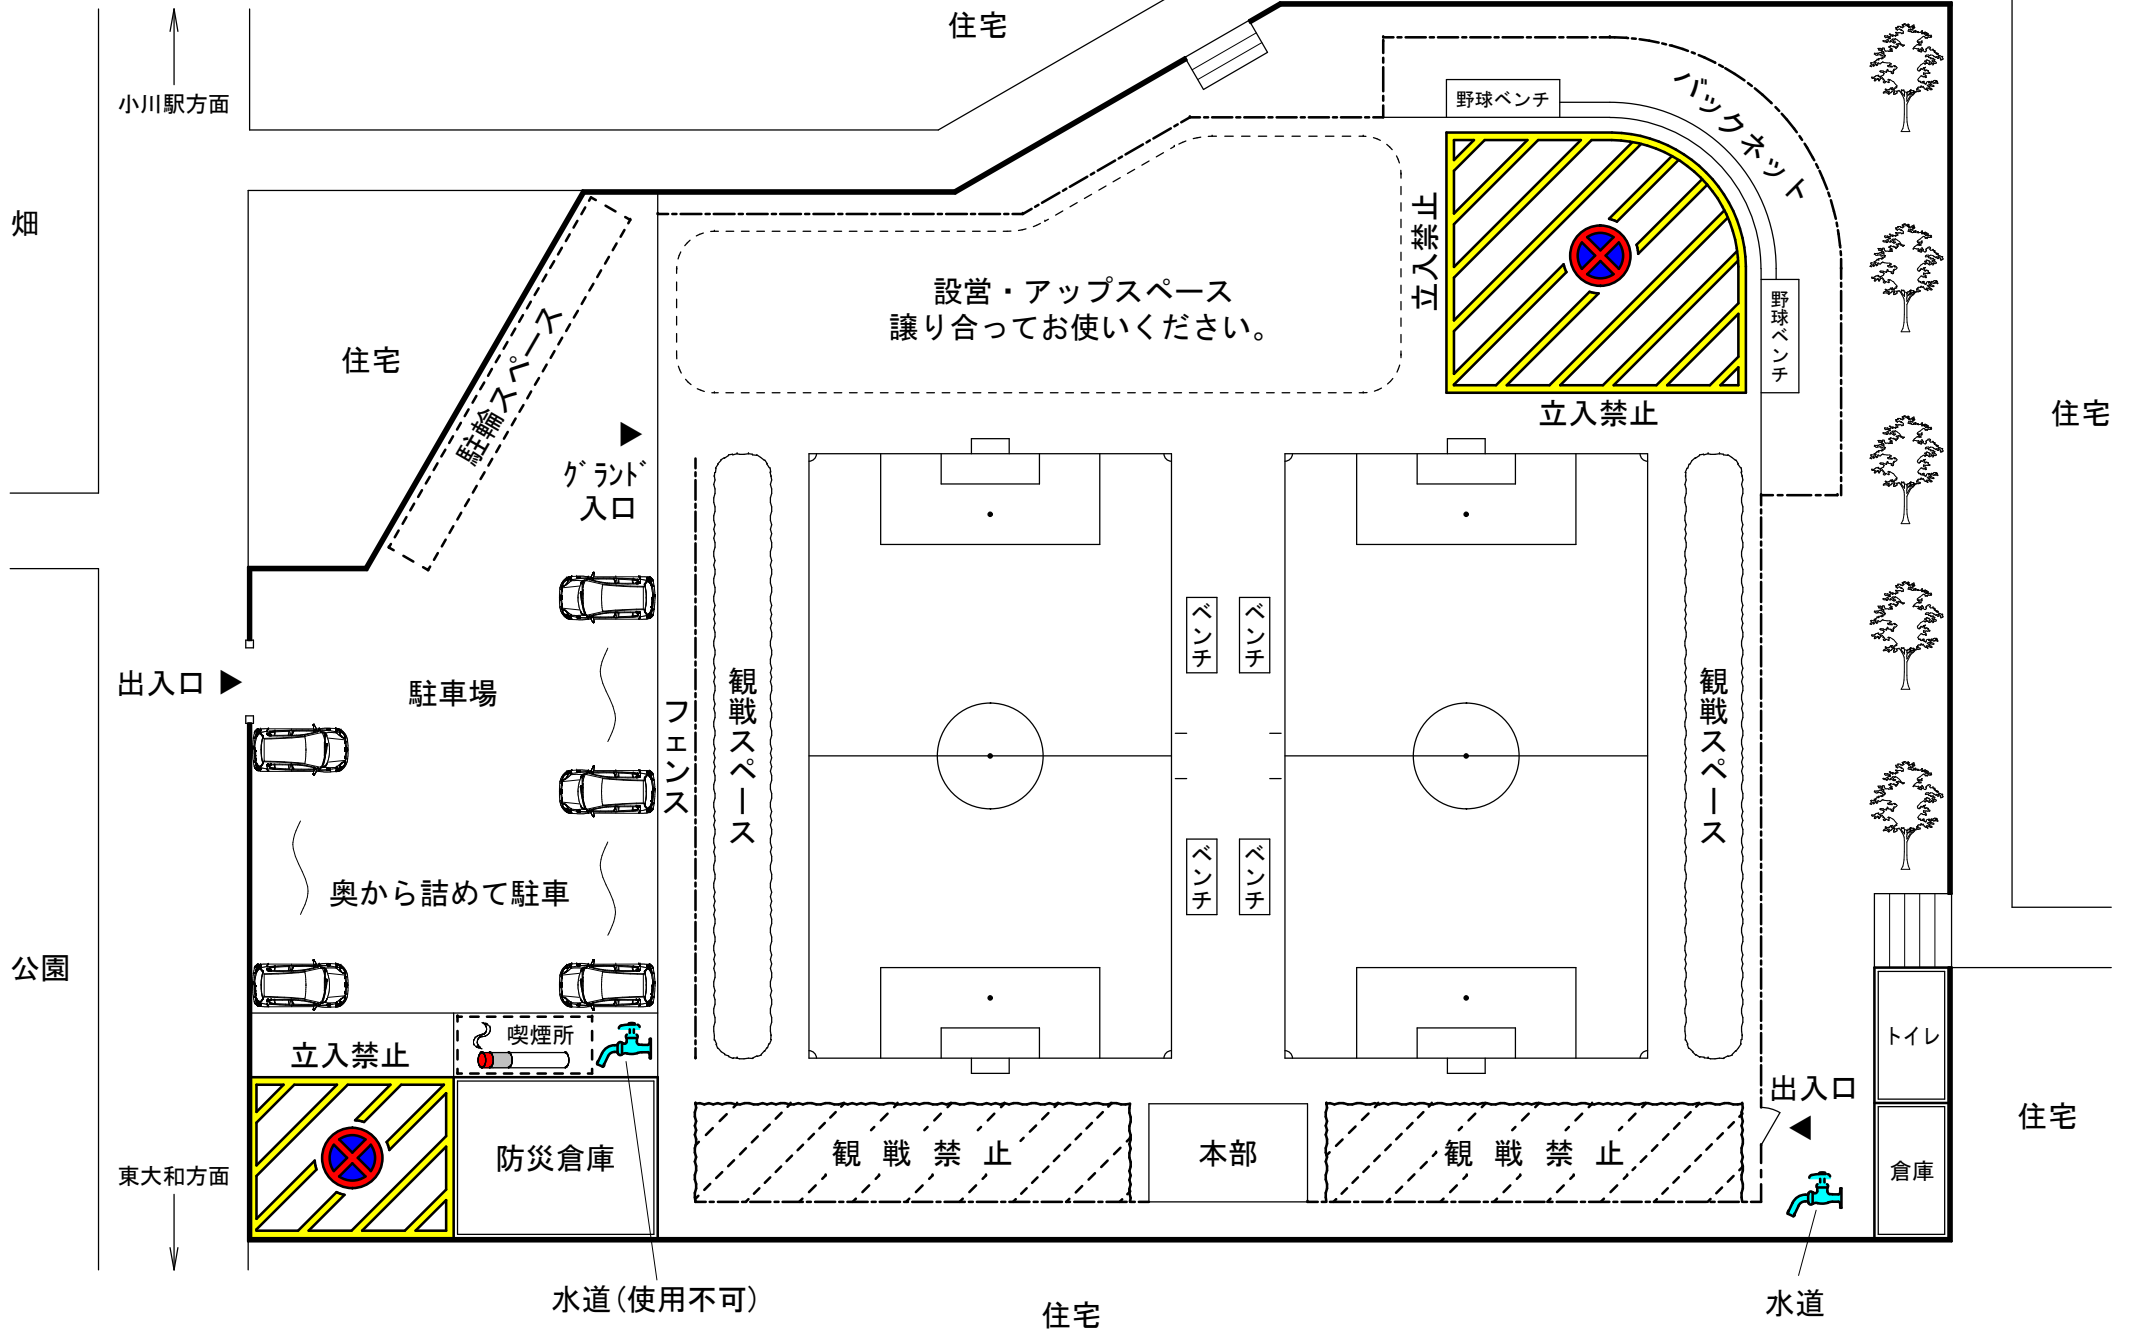 住宅
小川駅方面
野球ベンチ
バックネット
畑
立入禁止
設営・アップスペース
譲り合ってお使いください。
野球ベンチ
住宅
駐輪スペース
立入禁止
住宅
グランド
入口
ベンチ
ベンチ
出入口
駐車場
フェンス
観戦スペース
観戦スペース
奥から詰めて駐車
ベンチ
ベンチ
公園
喫煙所
立入禁止
トイレ
出入口
住宅
防災倉庫
観戦禁止
本部
観戦禁止
東大和方面
倉庫
水道(使用不可)
住宅
水道